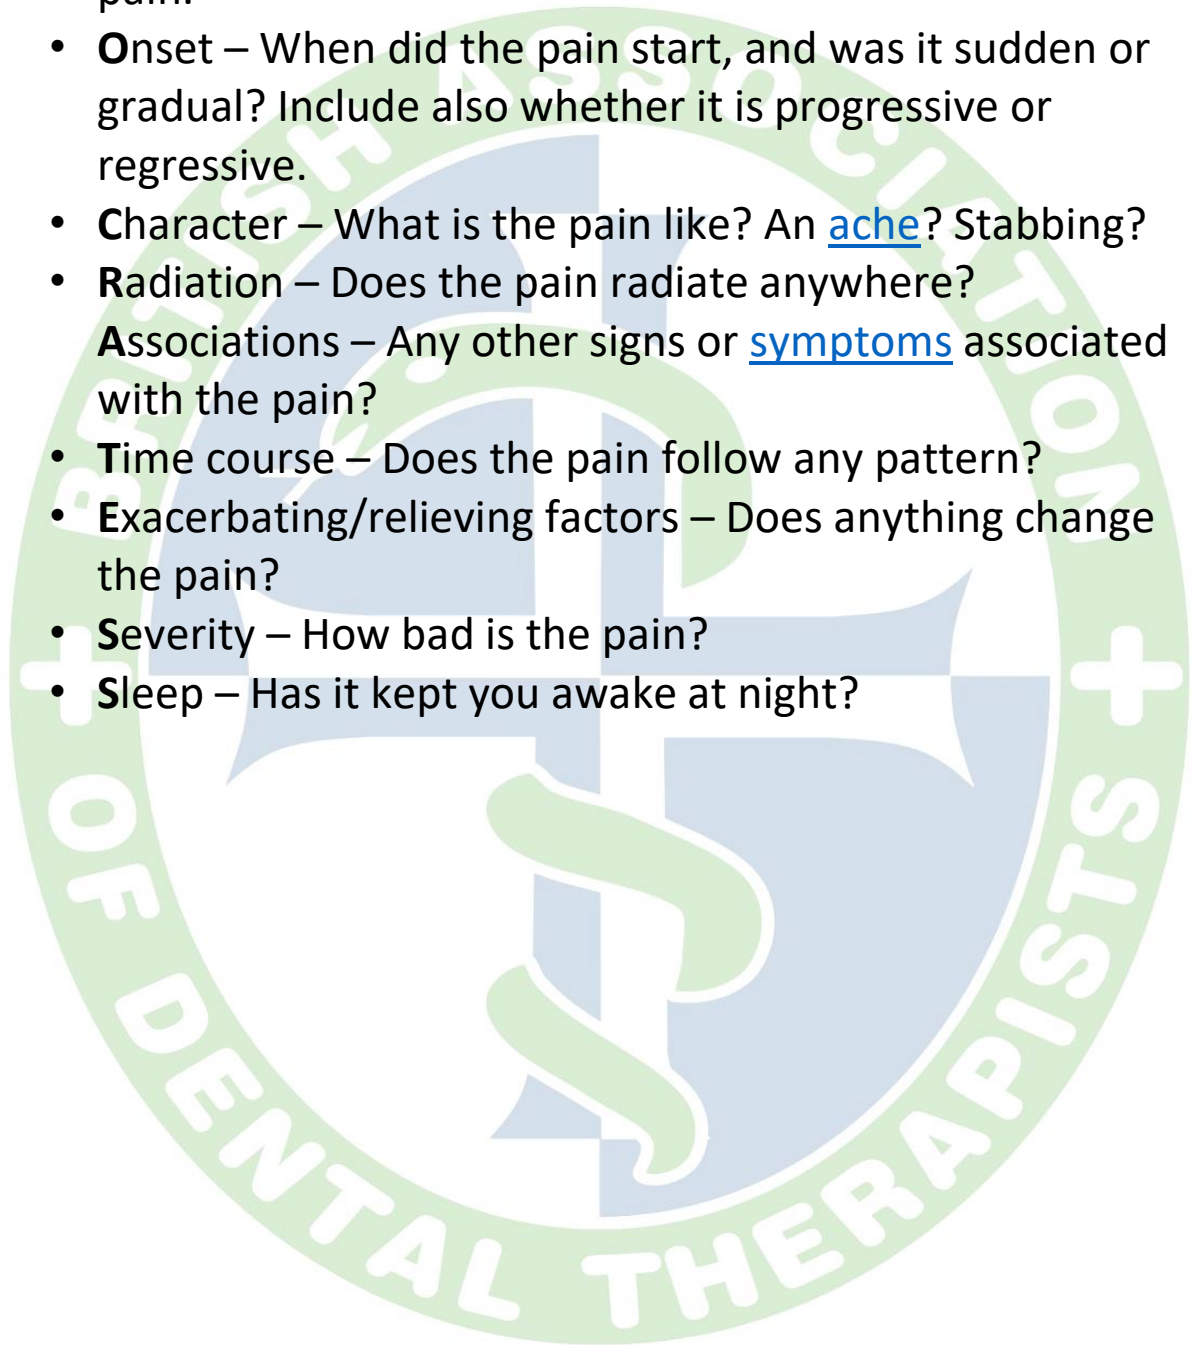 pain.
• Onset – When did the pain start, and was it sudden or
gradual? Include also whether it is progressive or
regressive.
• Character – What is the pain like? An ache? Stabbing?
• Radiation – Does the pain radiate anywhere?
Associations – Any other signs or symptoms associated
with the pain?
• Time course – Does the pain follow any pattern?
• Exacerbating/relieving factors – Does anything change
the pain?
• Severity – How bad is the pain?
• Sleep – Has it kept you awake at night?
BRITISH ASSOCIATION
OF DENTAL THERAPISTS